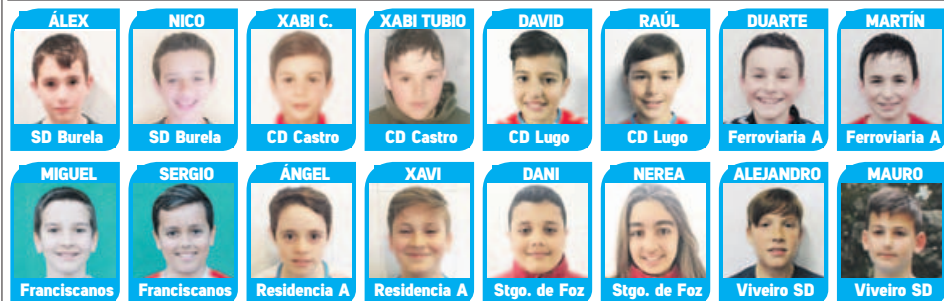 ÁLEX NICO XABI C. XABI TUBIO DAVID RAÚL DUARTE MARTÍN
SD Burela SD Burela CD Castro CD Castro CD Lugo CD Lugo Ferroviaria A Ferroviaria A
MIGUEL SERGIO ÁNGEL XAVI DANI NEREA ALEJANDRO MAURO
Franciscanos Franciscanos Residencia A Residencia A Stgo. de Foz Stgo. de Foz Viveiro SD Viveiro SD